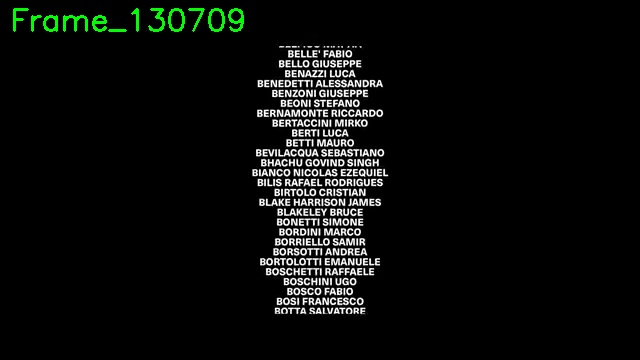 Frame_130709
BELLE' FABIO
BELLO GIUSEPPE
BENAZZI LUCA
BENEDETTI ALESSANDRA
BENZONI GIUSEPPE
BEONI STEFANO
BERNAMONTE RICCARDO
BERTACCINI MIRKO
BERTI LUCA
BETTI MAURO
BEVILACQUA SEBASTIANO
BHACHU GOVIND SINGH
BIANCO NICOLAS EZEQUIEL
BILIS RAFAEL RODRIGUES
BIRTOLO CRISTIAN
BLAKE HARRISON JAMES
BLAKELEY BRUCE
BONETTI SIMONE
BORDINI MARCO
BORRIELLO SAMIR
BORSOTTI ANDREA
BORTOLOTTI EMANUELE
BOSCHETTI RAFFAELE
BOSCHINI UGO
BOSCO FABIO
BOSI FRANCESCO
BOTTA SALVATORE